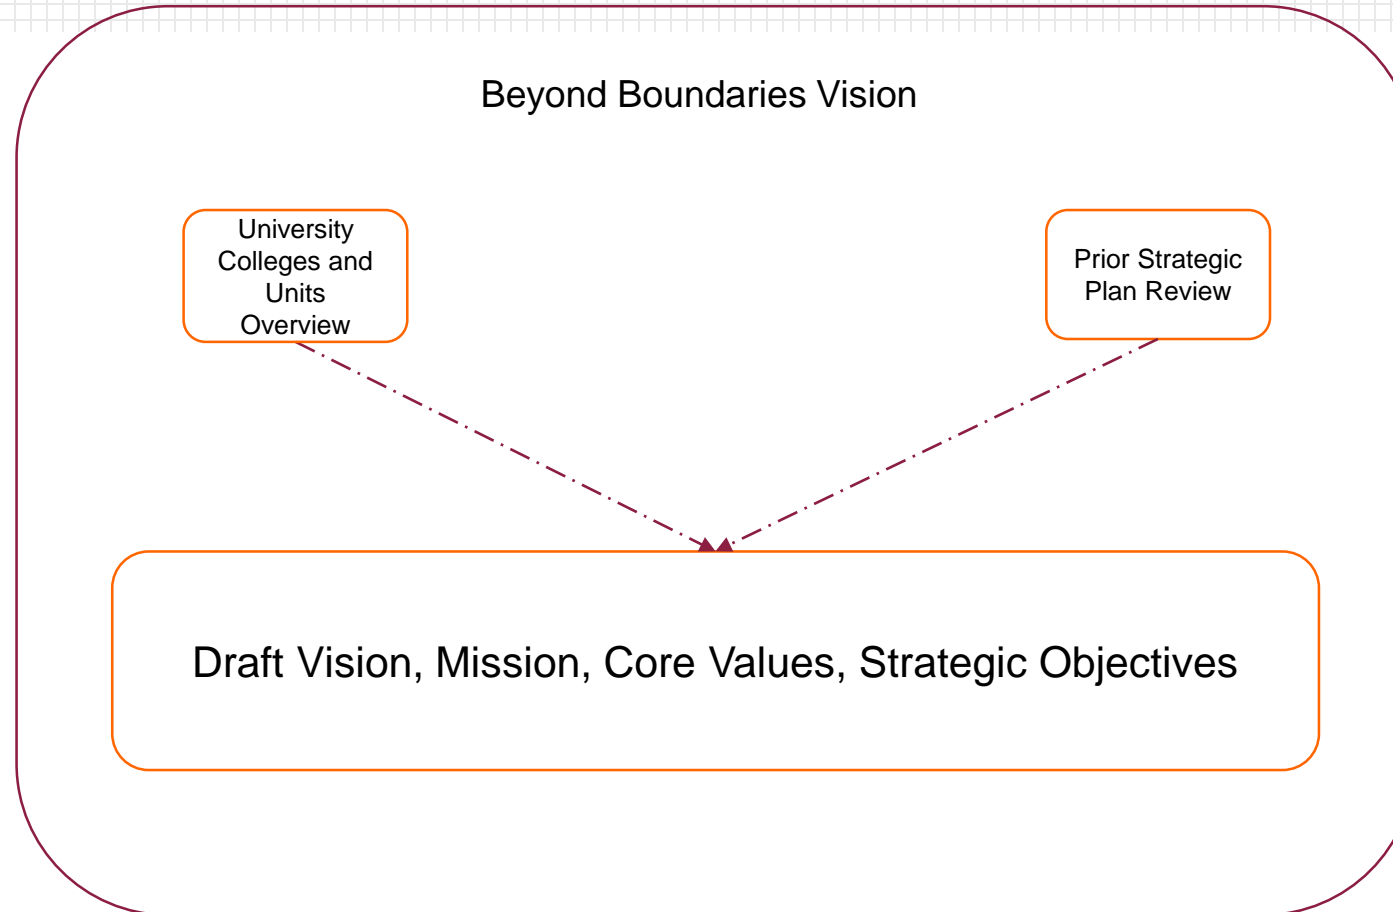 Beyond Boundaries Vision
University
Colleges and
Units
Overview
Prior Strategic
Plan Review
Draft Vision, Mission, Core Values, Strategic Objectives